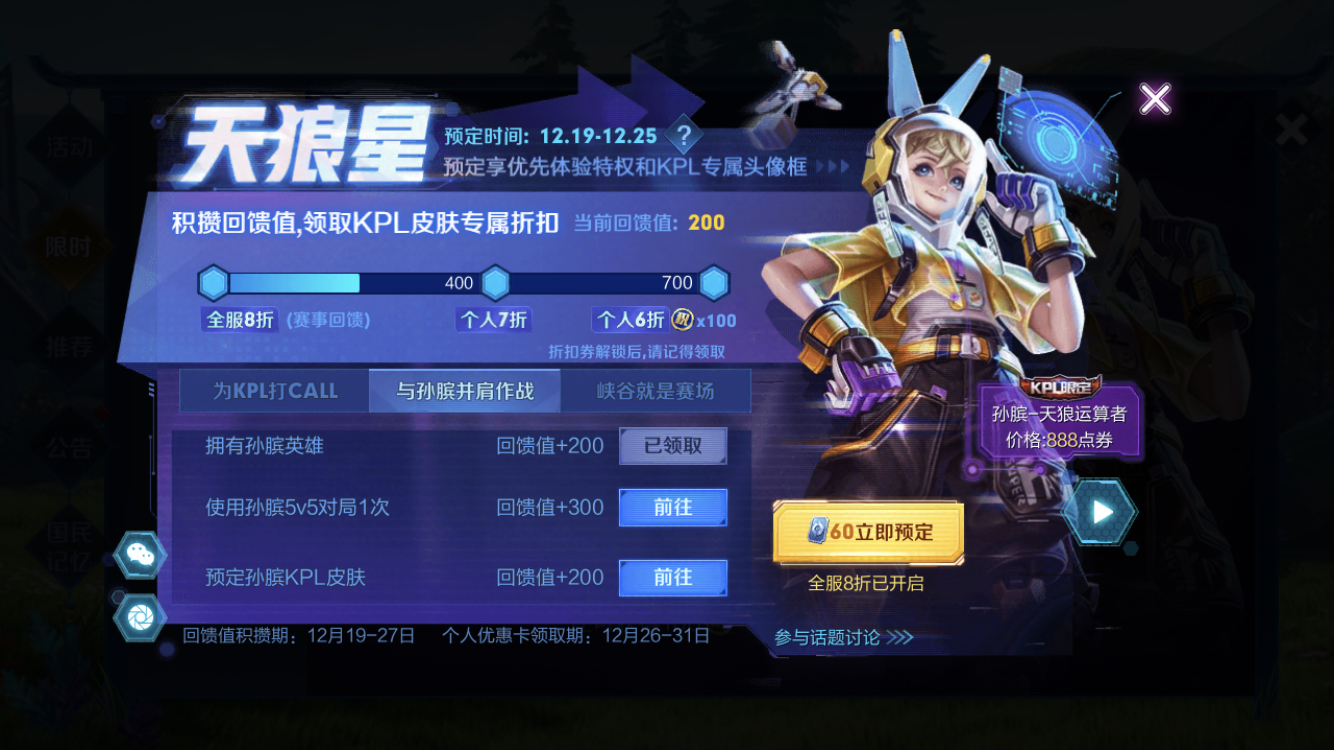 天狼星
预定时间: 12.19-12.25 ?
预定享优先体验特权和KPL专属头像框
积攒回馈值,领取KPL皮肤专属折扣 当前回馈值: 200
400 700
全服8折 (赛事回馈) 个人7折 个人6折 x100
折扣券解锁后,请记得领取
为KPL打CALL 与孙膑并肩作战 峡谷就是赛场
拥有孙膑英雄 回馈值+200 已领取
使用孙膑5v5对局1次 回馈值+300 前往
预定孙膑KPL皮肤 回馈值+200 前往
回馈值积攒期: 12月19-27日 个人优惠卡领取期: 12月26-31日
KPL限定
孙膑-天狼运算者
价格:888点券
60立即预定
全服8折已开启
参与话题讨论
活动
限时
推荐
公告
国民
记忆